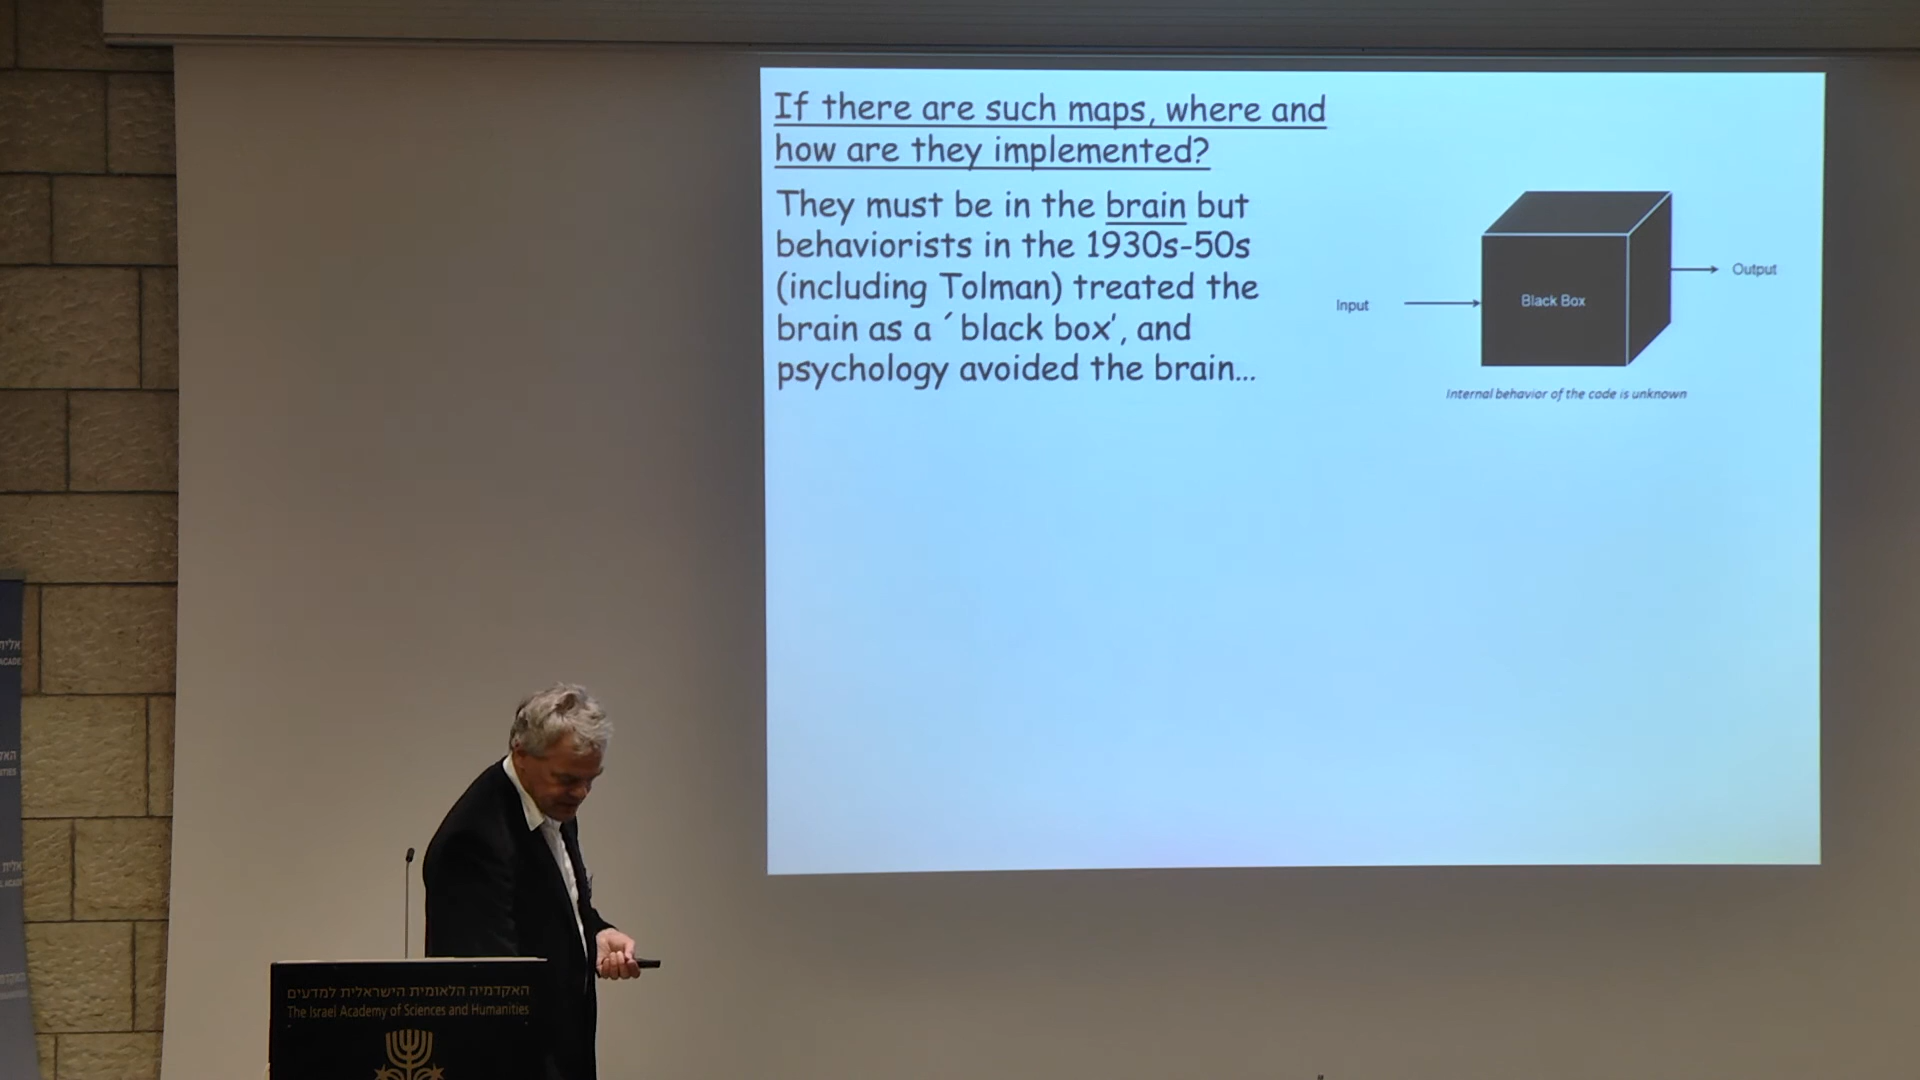 If there are such maps, where and
how are they implemented?
They must be in the brain but
behaviorists in the 1930s-50s
(including Tolman) treated the
brain as a ´black box’, and
psychology avoided the brain...
Input
Black Box
Output
Internal behavior of the code is unknown
האקדמיה הלאומית הישראלית למדעים
The Israel Academy of Sciences and Humanities